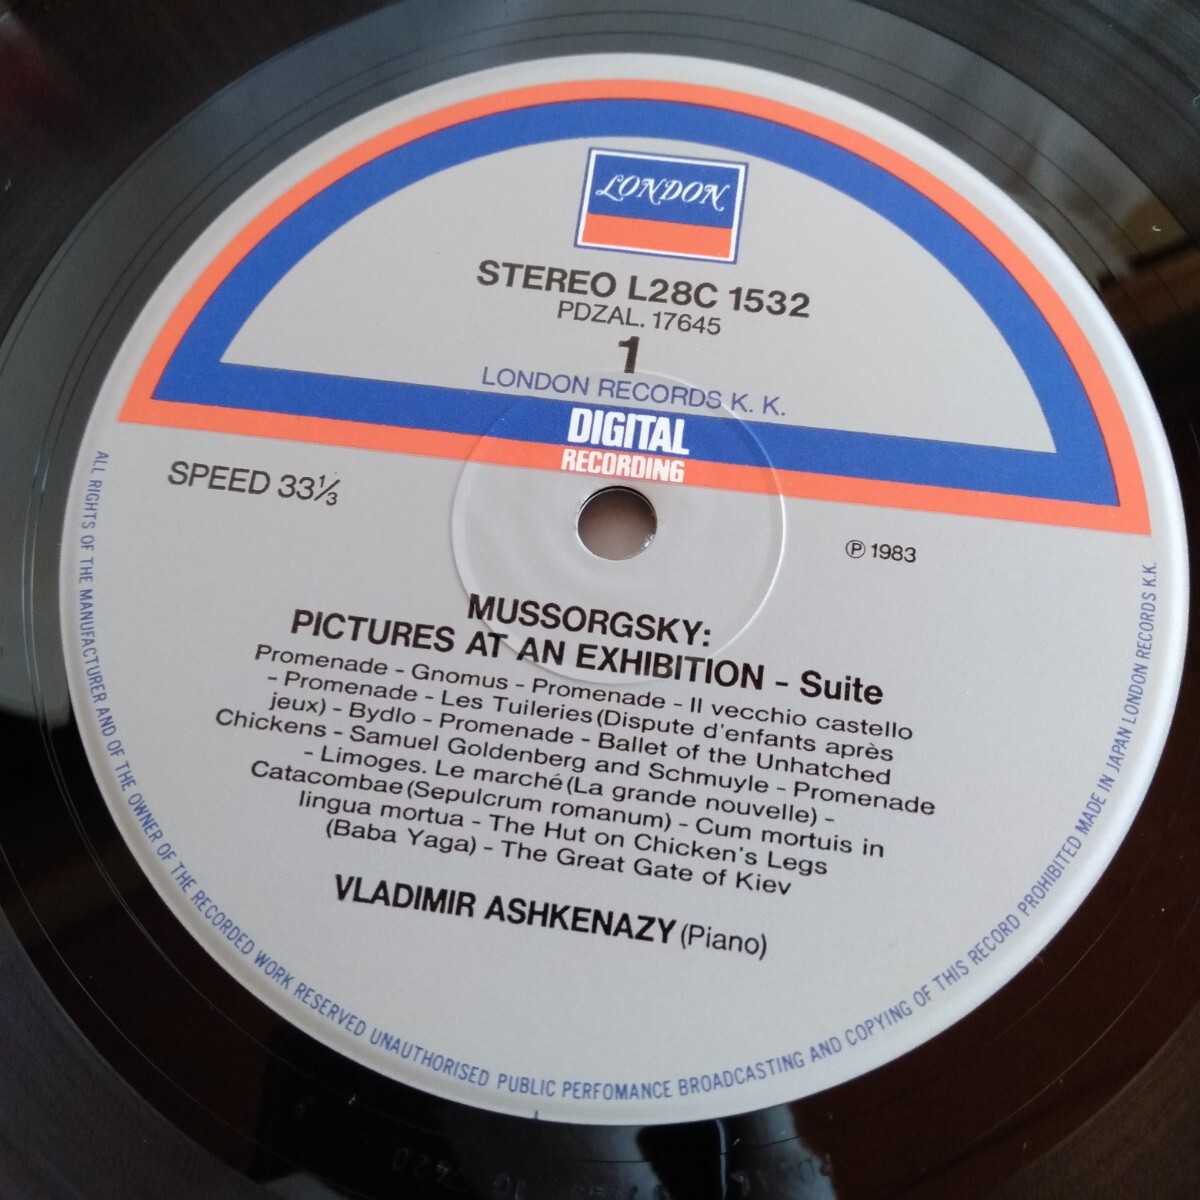 LONDON
STEREO L28C 1532
PDZAL. 17645
1
LONDON RECORDS K. K.
DIGITAL
RECORDING
SPEED 33⅓
℗ 1983
MUSSORGSKY:
PICTURES AT AN EXHIBITION – Suite
Promenade – Gnomus – Promenade – Il vecchio castello
– Promenade – Les Tuileries (Dispute d'enfants après
jeux) – Bydlo – Promenade – Ballet of the Unhatched
Chickens – Samuel Goldenberg and Schmuyle – Promenade
– Limoges. Le marché (La grande nouvelle) –
Catacombae (Sepulcrum romanum) – Cum mortuis in
lingua mortua – The Hut on Chicken's Legs
(Baba Yaga) – The Great Gate of Kiev
VLADIMIR ASHKENAZY (Piano)
ALL RIGHTS OF THE MANUFACTURER AND OF THE OWNER OF THE RECORDED WORK RESERVED UNAUTHORISED PUBLIC PERFOMANCE BROADCASTING AND COPYING OF THIS RECORD PROHIBITED MADE IN JAPAN LONDON RECORDS K.K.